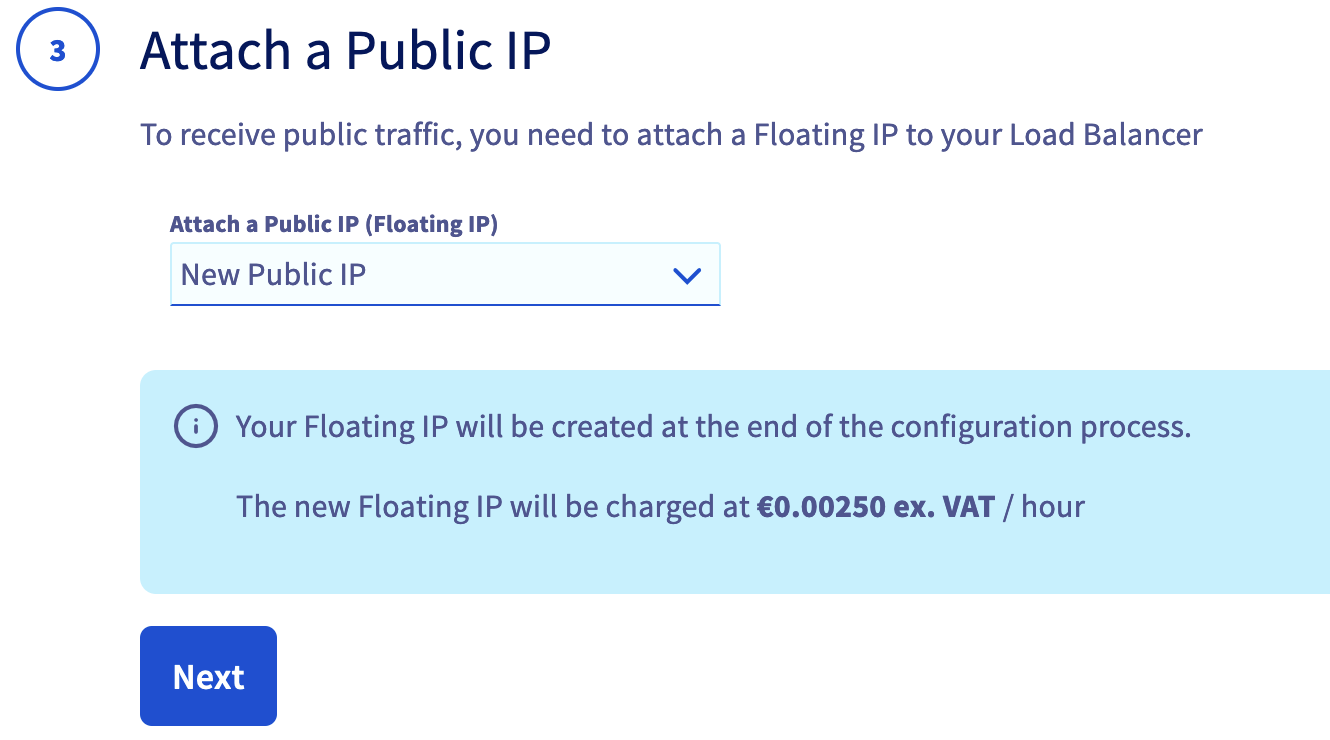 3
Attach a Public IP
To receive public traffic, you need to attach a Floating IP to your Load Balancer
Attach a Public IP (Floating IP)
New Public IP
Your Floating IP will be created at the end of the configuration process.
The new Floating IP will be charged at €0.00250 ex. VAT / hour
Next